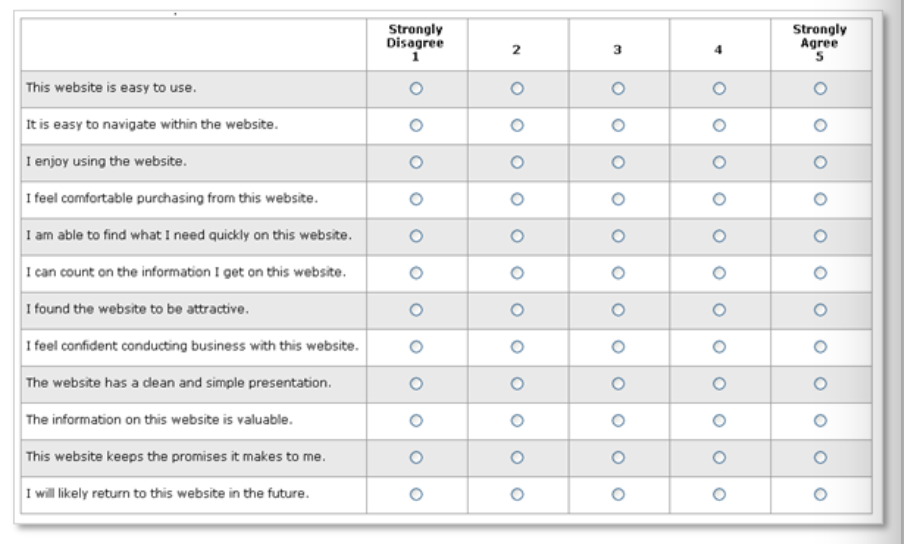 Strongly
Disagree
1
2
3
4
Strongly
Agree
5
This website is easy to use.
It is easy to navigate within the website.
I enjoy using the website.
I feel comfortable purchasing from this website.
I am able to find what I need quickly on this website.
I can count on the information I get on this website.
I found the website to be attractive.
I feel confident conducting business with this website.
The website has a clean and simple presentation.
The information on this website is valuable.
This website keeps the promises it makes to me.
I will likely return to this website in the future.